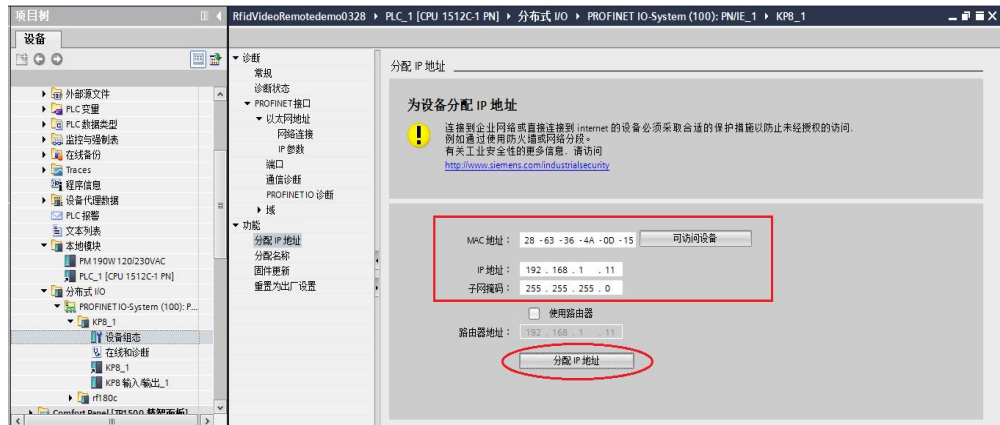 项目树
RfidVideoRemotedemo0328 ▸ PLC_1 [CPU 1512C-1 PN] ▸ 分布式 I/O ▸ PROFINET IO-System (100): PN/IE_1 ▸ KP8_1
设备
外部源文件
PLC 变量
PLC 数据类型
监控与强制表
在线备份
Traces
程序信息
设备代理数据
PLC 报警
文本列表
本地模块
PM 190W 120/230VAC
PLC_1 [CPU 1512C-1 PN]
分布式 I/O
PROFINET IO-System (100): P...
KP8_1
设备组态
在线和诊断
KP8_1
KP8 输入/输出_1
rf180c
Comfort Panel [TP1500 精智面板]
诊断
常规
诊断状态
PROFINET 接口
以太网地址
网络连接
IP 参数
端口
通信诊断
PROFINET IO 诊断
域
功能
分配 IP 地址
分配名称
固件更新
重置为出厂设置
分配 IP 地址
为设备分配 IP 地址
连接到企业网络或直接连接到 internet 的设备必须采取合适的保护措施以防止未经授权的访问.
例如通过使用防火墙或网络分段。
有关工业安全性的更多信息, 请访问
http://www.siemens.com/industrialsecurity
MAC 地址： 28 -63 -36 -4A -0D -15 可访问设备
IP 地址： 192 . 168 . 1 . 11
子网掩码： 255 . 255 . 255 . 0
使用路由器
路由器地址： 192 . 168 . 1 . 11
分配 IP 地址